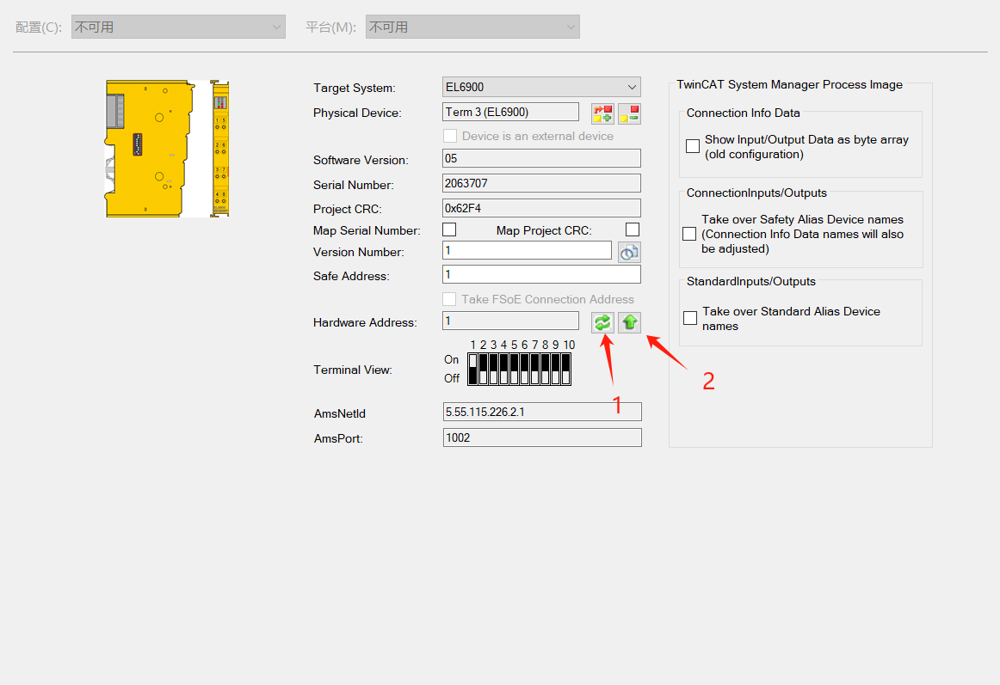 配置(C): 不可用 平台(M): 不可用
Target System: EL6900
Physical Device: Term 3 (EL6900)
Device is an external device
Software Version: 05
Serial Number: 2063707
Project CRC: 0x62F4
Map Serial Number: Map Project CRC:
Version Number: 1
Safe Address: 1
Take FSoE Connection Address
Hardware Address: 1
1 2 3 4 5 6 7 8 9 10
On
Terminal View:
Off
1
2
AmsNetId 5.55.115.226.2.1
AmsPort: 1002
TwinCAT System Manager Process Image
Connection Info Data
Show Input/Output Data as byte array
(old configuration)
ConnectionInputs/Outputs
Take over Safety Alias Device names
(Connection Info Data names will also
be adjusted)
StandardInputs/Outputs
Take over Standard Alias Device
names